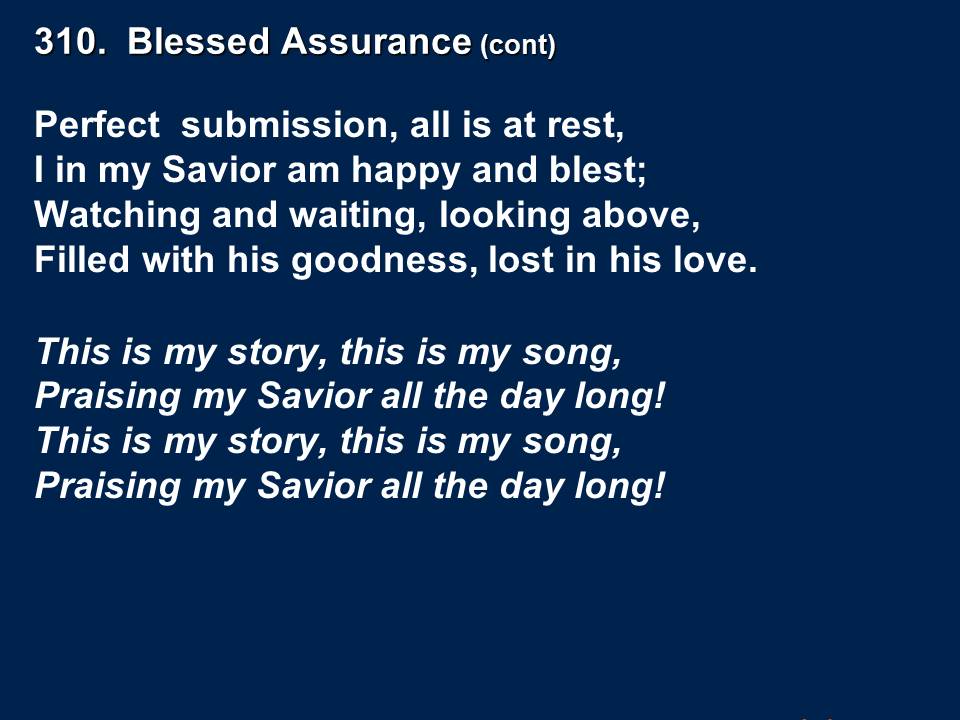 310.  Blessed Assurance (cont)
Perfect  submission, all is at rest,
I in my Savior am happy and blest;
Watching and waiting, looking above,
Filled with his goodness, lost in his love.
This is my story, this is my song,
Praising my Savior all the day long!
This is my story, this is my song,
Praising my Savior all the day long!